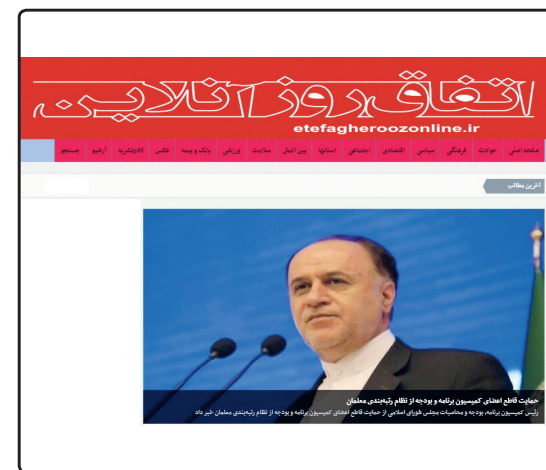 اتفاق روز آنلاین
etefagheroozonline.ir
صفحه اصلی حوادث فرهنگی سیاسی اقتصادی اجتماعی استانها بین الملل سلامت ورزشی بانک و بیمه عکس pdfنشریه آرشیو جستجو
آخرین مطالب
حمایت قاطع اعضای کمیسیون برنامه و بودجه از نظام رتبه‌بندی معلمان
رئیس کمیسیون برنامه، بودجه و محاسبات مجلس شورای اسلامی از حمایت قاطع اعضای کمیسیون برنامه و بودجه از نظام رتبه‌بندی معلمان خبر داد